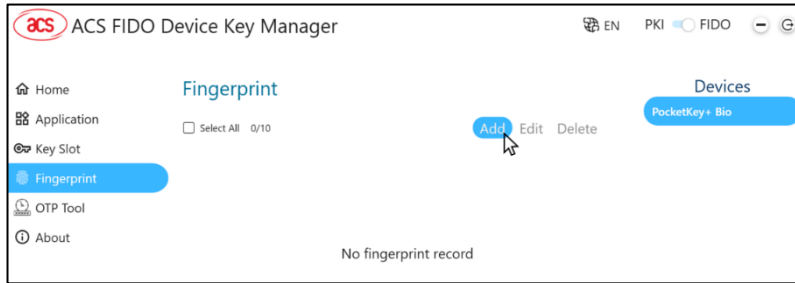 acs ACS FIDO Device Key Manager EN PKI FIDO
Home
Application
Key Slot
Fingerprint
OTP Tool
About
Fingerprint
Select All 0/10 Add Edit Delete
No fingerprint record
Devices
PocketKey+ Bio